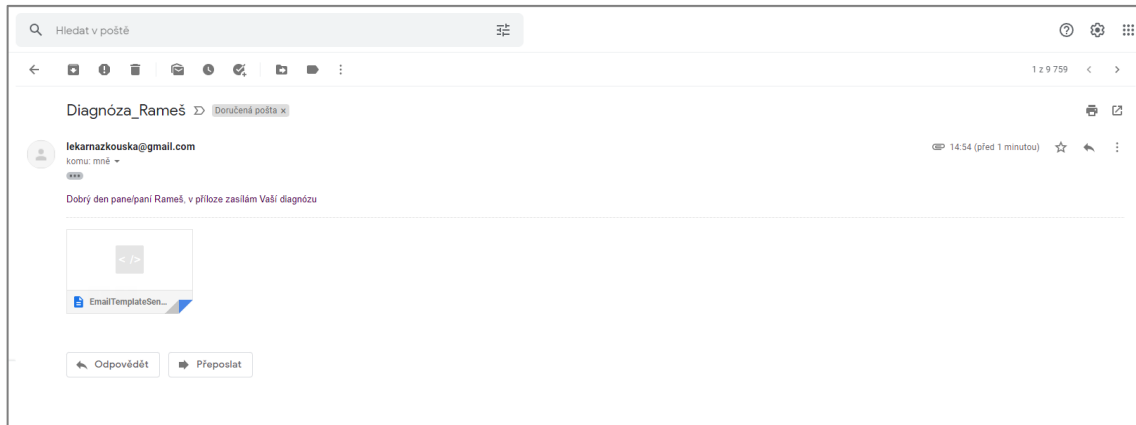 Hledat v poště
1 z 9 759
Diagnóza_Rameš Doručená pošta x
lekarnazkouska@gmail.com
14:54 (před 1 minutou)
komu: mně
Dobrý den pane/paní Rameš, v příloze zasílám Vaší diagnózu
EmailTemplateSen...
Odpovědět
Přeposlat